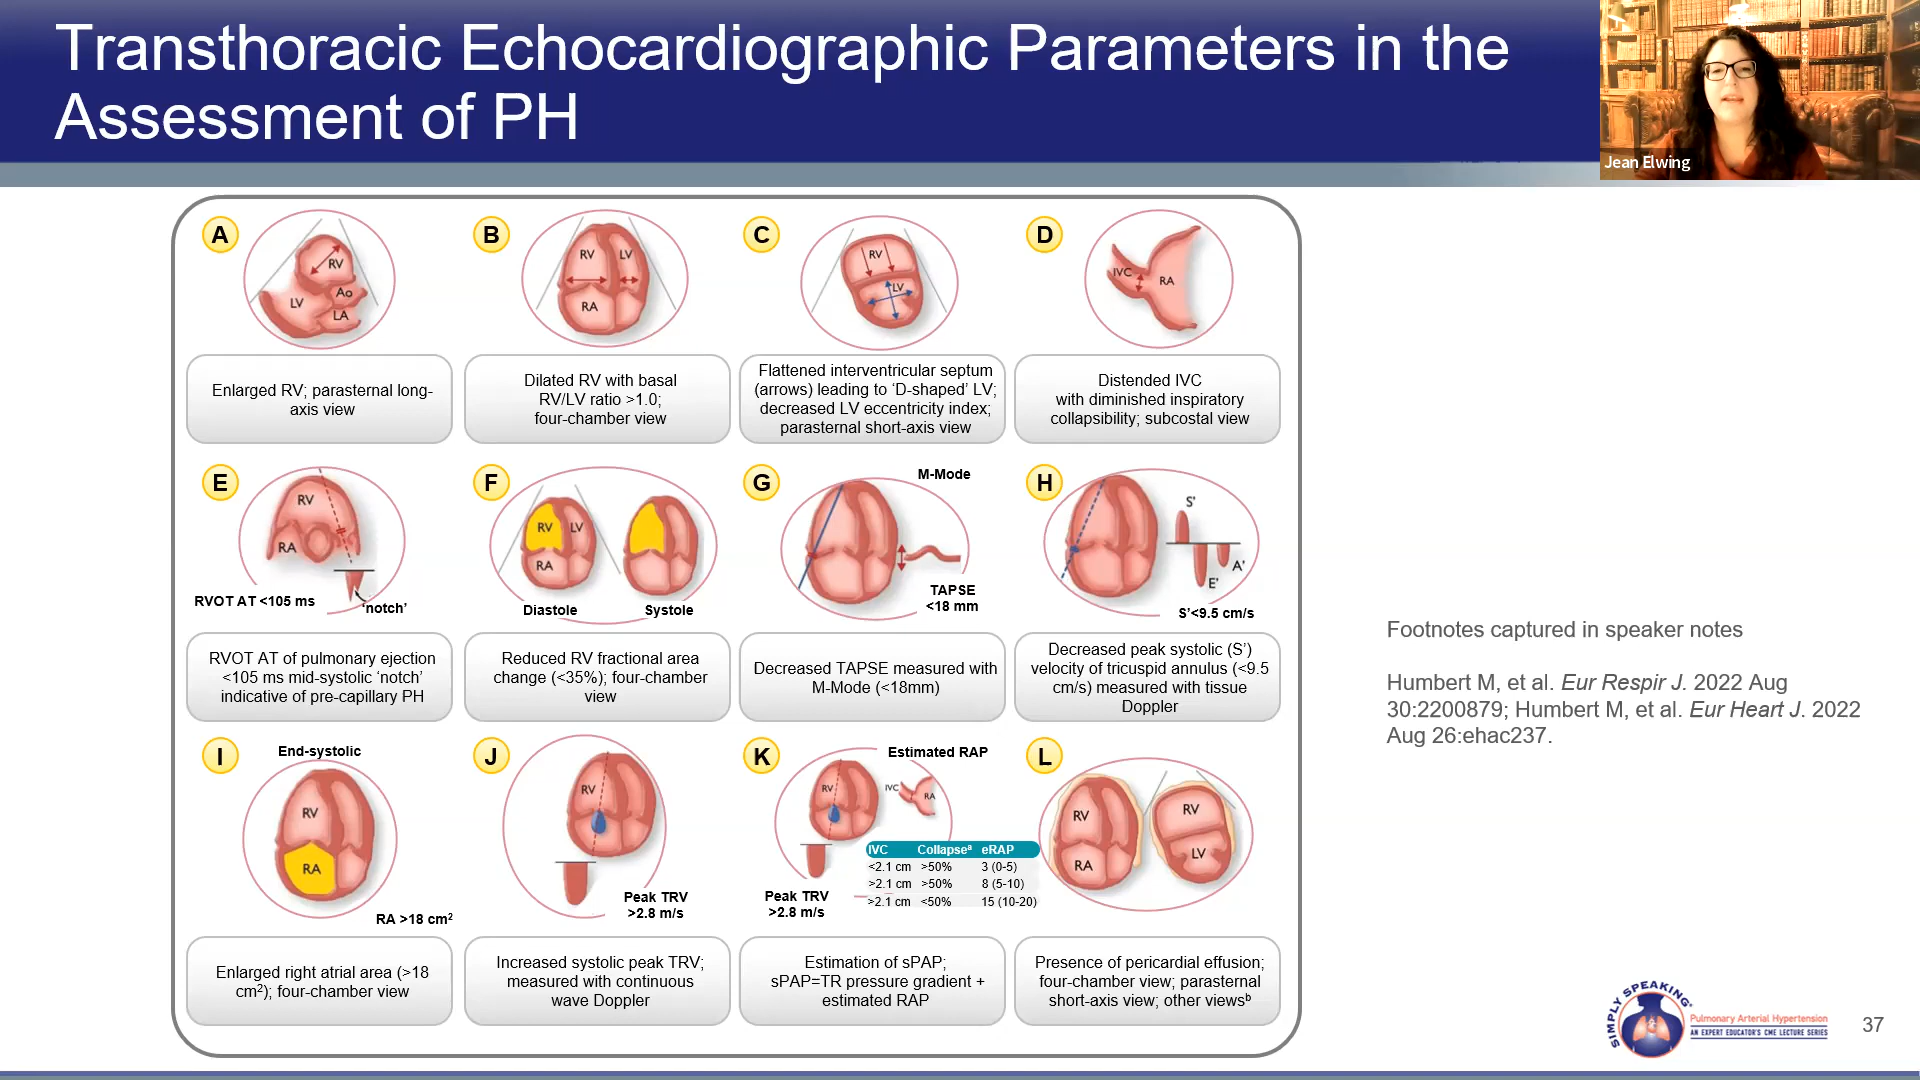 Transthoracic Echocardiographic Parameters in the
Assessment of PH
Jean Elwing
A
RV
LV
Ao
LA
B
RV
LV
RA
C
RV
LV
D
IVC
RA
Enlarged RV; parasternal long-
axis view
Dilated RV with basal
RV/LV ratio >1.0;
four-chamber view
Flattened interventricular septum
(arrows) leading to ‘D-shaped’ LV;
decreased LV eccentricity index;
parasternal short-axis view
Distended IVC
with diminished inspiratory
collapsibility; subcostal view
E
RV
RA
RVOT AT <105 ms
‘notch’
F
RV
LV
RA
Diastole
Systole
G
M-Mode
TAPSE
<18 mm
H
S’
A’
E’
S’<9.5 cm/s
RVOT AT of pulmonary ejection
<105 ms mid-systolic ‘notch’
indicative of pre-capillary PH
Reduced RV fractional area
change (<35%); four-chamber
view
Decreased TAPSE measured with
M-Mode (<18mm)
Decreased peak systolic (S’)
velocity of tricuspid annulus (<9.5
cm/s) measured with tissue
Doppler
I
End-systolic
RV
RA
RA >18 cm²
J
RV
Peak TRV
>2.8 m/s
K
Estimated RAP
RV
IVC
RA
Peak TRV
>2.8 m/s
IVC Collapseᵃ eRAP
<2.1 cm >50% 3 (0-5)
>2.1 cm >50% 8 (5-10)
>2.1 cm <50% 15 (10-20)
L
RV
RA
RV
LV
Enlarged right atrial area (>18
cm²); four-chamber view
Increased systolic peak TRV;
measured with continuous
wave Doppler
Estimation of sPAP;
sPAP=TR pressure gradient +
estimated RAP
Presence of pericardial effusion;
four-chamber view; parasternal
short-axis view; other viewsᵇ
Footnotes captured in speaker notes
Humbert M, et al. Eur Respir J. 2022 Aug
30:2200879; Humbert M, et al. Eur Heart J. 2022
Aug 26:ehac237.
SIMPLY SPEAKING®
Pulmonary Arterial Hypertension
AN EXPERT EDUCATOR'S CME LECTURE SERIES
37